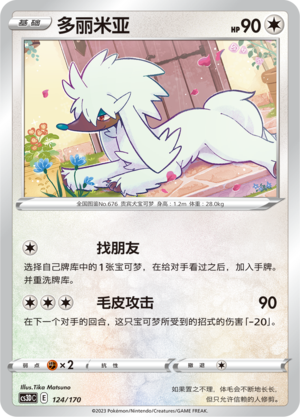 基础
多丽米亚
HP 90
全国图鉴No.676 贵宾犬宝可梦 身高：1.2m 体重：28.0kg
找朋友
选择自己牌库中的1张宝可梦，在给对手看过之后，加入手牌。
并重洗牌库。
毛皮攻击 90
在下一个对手的回合，这只宝可梦所受到的招式的伤害[-20]。
弱点 ×2 抗性 撤退
Illus.Tika Matsuno
CS3D C E 124/170
如果置之不理，体毛会不断地增长，
但只允许信赖的人修剪。
©2023 Pokémon/Nintendo/Creatures/GAME FREAK.